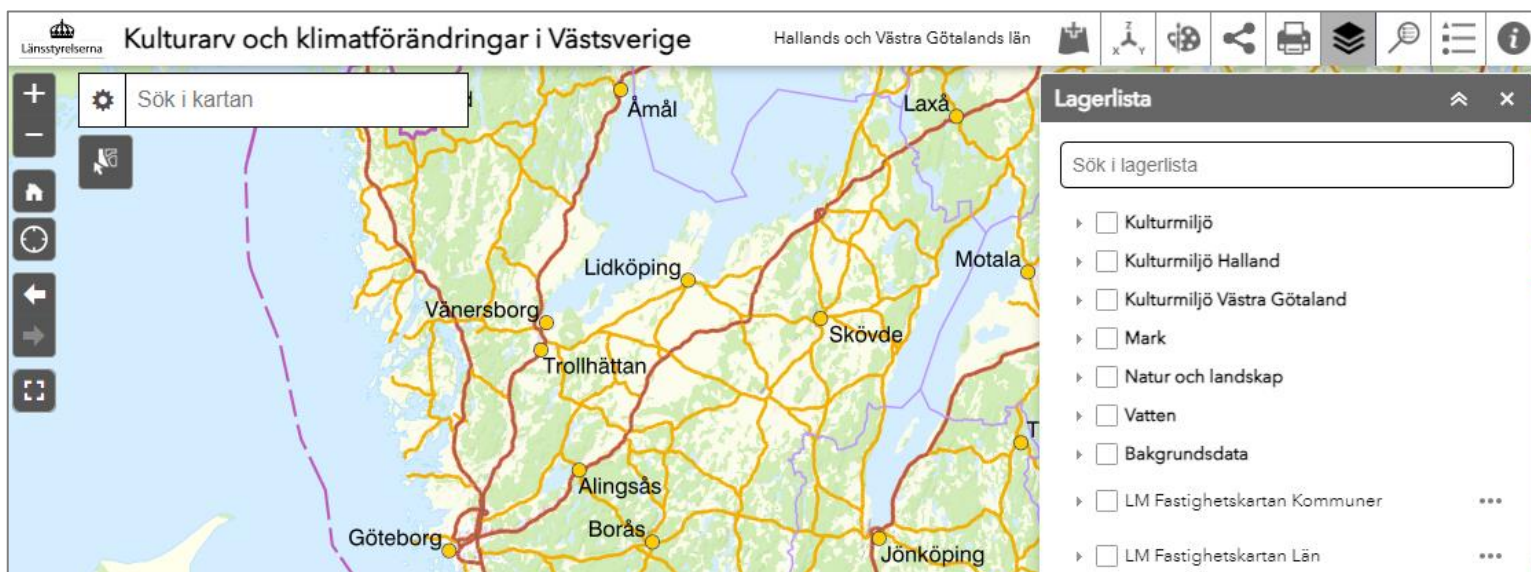 Länsstyrelserna
Kulturarv och klimatförändringar i Västsverige
Hallands och Västra Götalands län
Z
X Y
i
+
−
Sök i kartan
d
Åmål
Laxå
Lidköping
Motala
Vänersborg
Skövde
Trollhättan
T
Alingsås
Göteborg
Borås
Jönköping
Lagerlista
Sök i lagerlista
Kulturmiljö
Kulturmiljö Halland
Kulturmiljö Västra Götaland
Mark
Natur och landskap
Vatten
Bakgrundsdata
LM Fastighetskartan Kommuner
LM Fastighetskartan Län